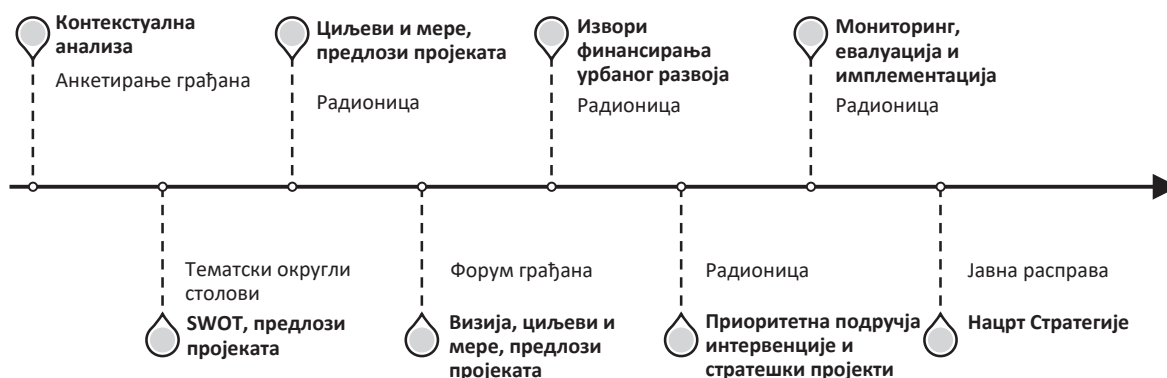 Контекстуална
анализа
Анкетирање грађана
Циљеви и мере,
предлози пројеката
Радионица
Извори
финансирања
урбаног развоја
Радионица
Мониторинг,
евалуација и
имплементација
Радионица
Тематски округли
столови
SWOT, предлози
пројеката
Форум грађана
Визија, циљеви и
мере, предлози
пројеката
Радионица
Приоритетна подручја
интервенције и
стратешки пројекти
Јавна расправа
Нацрт Стратегије